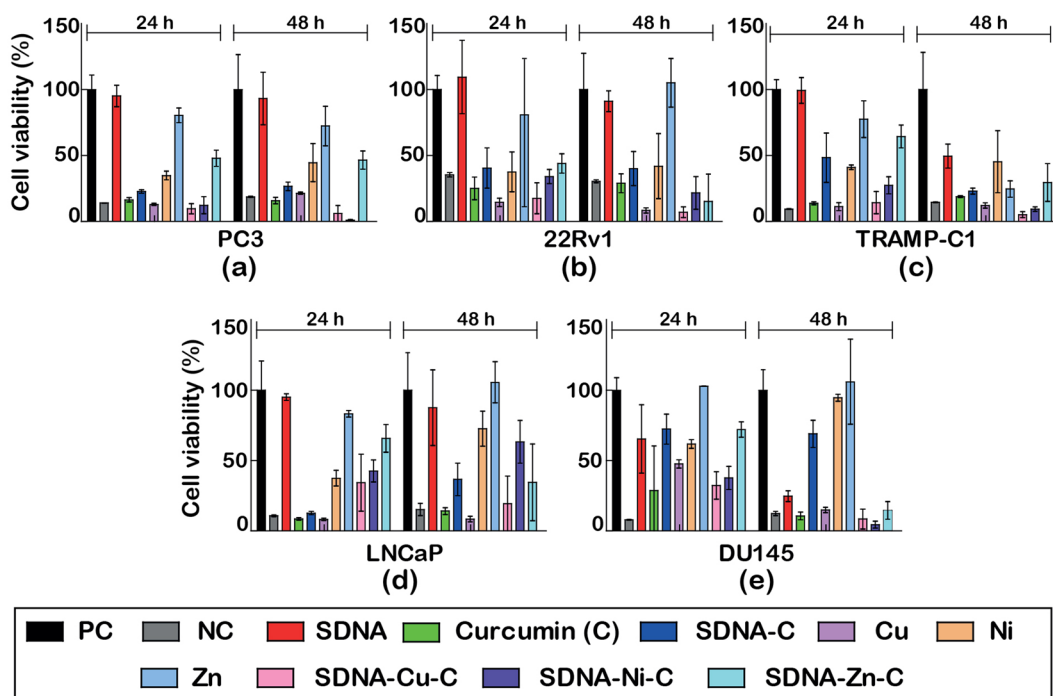 150 24 h 48 h
100
50
0
Cell viability (%)
PC3
(a)
150 24 h 48 h
100
50
0
22Rv1
(b)
150 24 h 48 h
100
50
0
TRAMP-C1
(c)
150 24 h 48 h
100
50
0
Cell viability (%)
LNCaP
(d)
150 24 h 48 h
100
50
0
DU145
(e)
PC NC SDNA Curcumin (C) SDNA-C Cu Ni
Zn SDNA-Cu-C SDNA-Ni-C SDNA-Zn-C